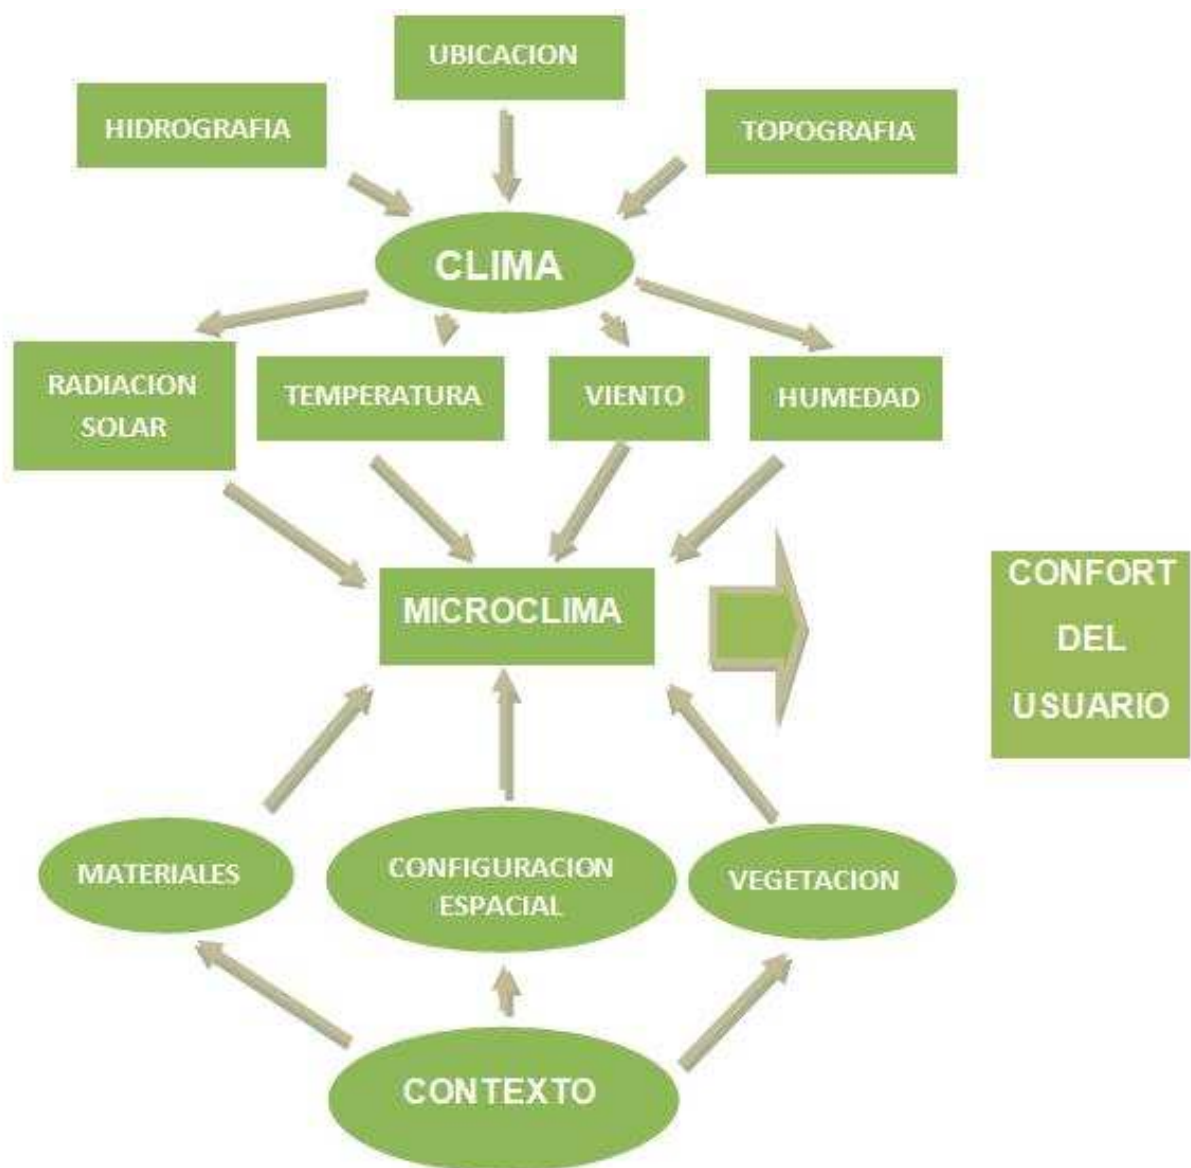 UBICACION
HIDROGRAFIA
TOPOGRAFIA
CLIMA
RADIACION
SOLAR
TEMPERATURA
VIENTO
HUMEDAD
MICROCLIMA
CONFORT
DEL
USUARIO
MATERIALES
CONFIGURACION
ESPACIAL
VEGETACION
CONTEXTO